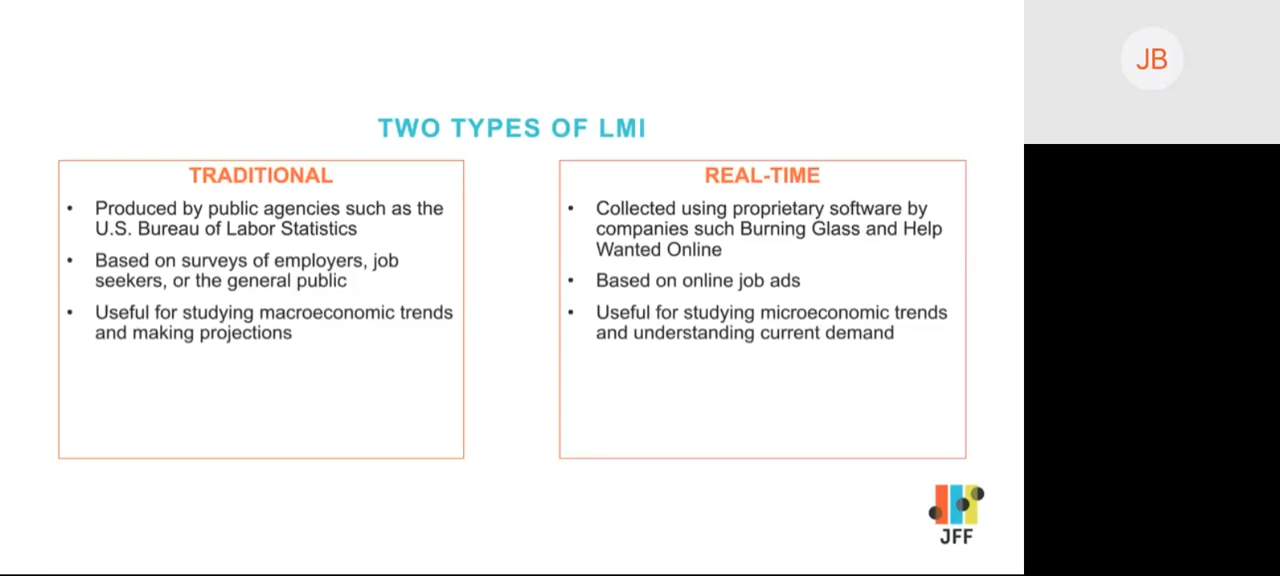 TWO TYPES OF LMI
TRADITIONAL
• Produced by public agencies such as the
U.S. Bureau of Labor Statistics
• Based on surveys of employers, job
seekers, or the general public
• Useful for studying macroeconomic trends
and making projections
REAL-TIME
• Collected using proprietary software by
companies such Burning Glass and Help
Wanted Online
• Based on online job ads
• Useful for studying microeconomic trends
and understanding current demand
JFF
JB